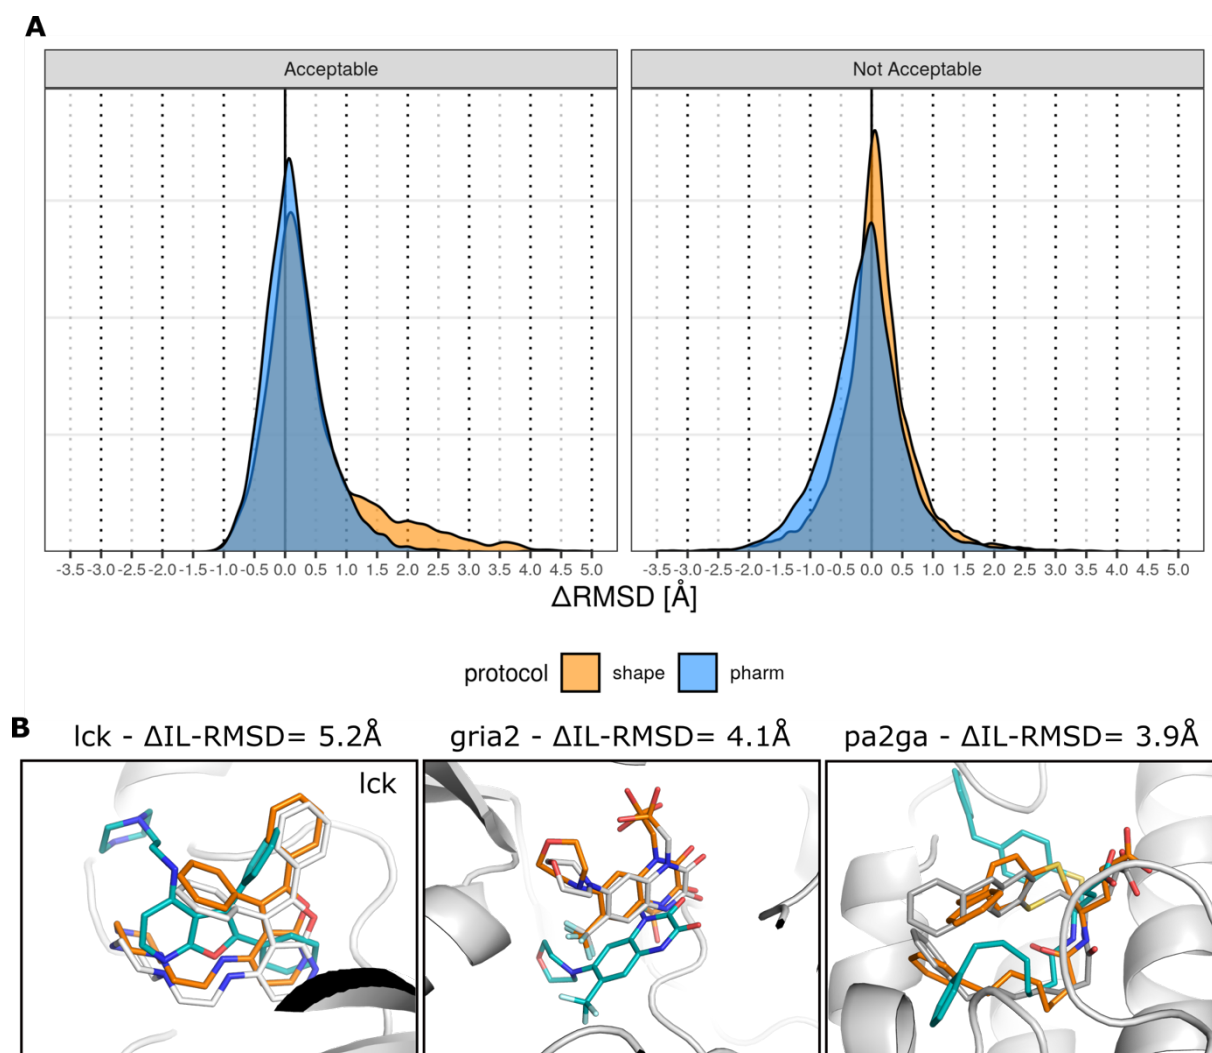 A
Acceptable
Not Acceptable
-3.5 -3.0 -2.5 -2.0 -1.5 -1.0 -0.5 0.0 0.5 1.0 1.5 2.0 2.5 3.0 3.5 4.0 4.5 5.0
-3.5 -3.0 -2.5 -2.0 -1.5 -1.0 -0.5 0.0 0.5 1.0 1.5 2.0 2.5 3.0 3.5 4.0 4.5 5.0
ΔRMSD [Å]
protocol shape pharm
B
lck - ΔIL-RMSD= 5.2Å
gria2 - ΔIL-RMSD= 4.1Å
pa2ga - ΔIL-RMSD= 3.9Å
lck